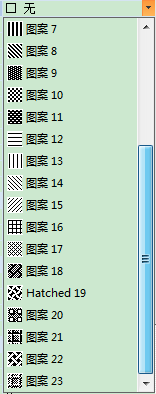 无
图案 7
图案 8
图案 9
图案 10
图案 11
图案 12
图案 13
图案 14
图案 15
图案 16
图案 17
图案 18
Hatched 19
图案 20
图案 21
图案 22
图案 23